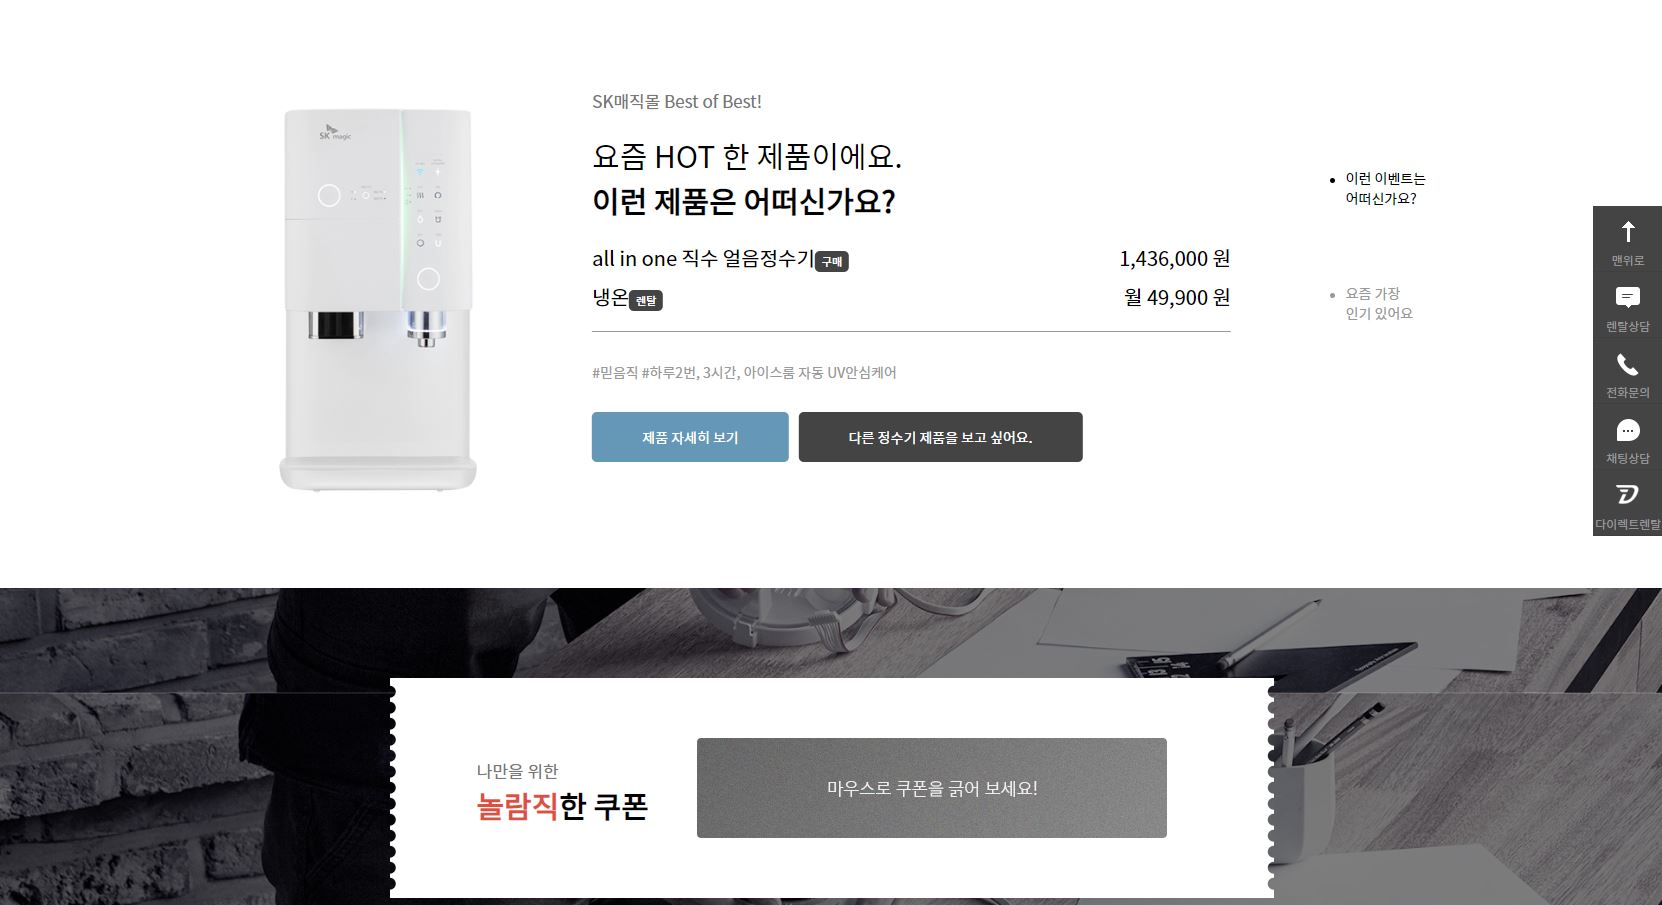 SK매직몰 Best of Best!
요즘 HOT 한 제품이에요.
이런 제품은 어떠신가요?
all in one 직수 얼음정수기 구매 1,436,000 원
냉온 렌탈 월 49,900 원
#믿음직 #하루2번, 3시간, 아이스룸 자동 UV안심케어
제품 자세히 보기
다른 정수기 제품을 보고 싶어요.
SK magic
이런 이벤트는
어떠신가요?
요즘 가장
인기 있어요
맨위로
렌탈상담
전화문의
채팅상담
다이렉트렌탈
나만을 위한
놀람직한 쿠폰
마우스로 쿠폰을 긁어 보세요!